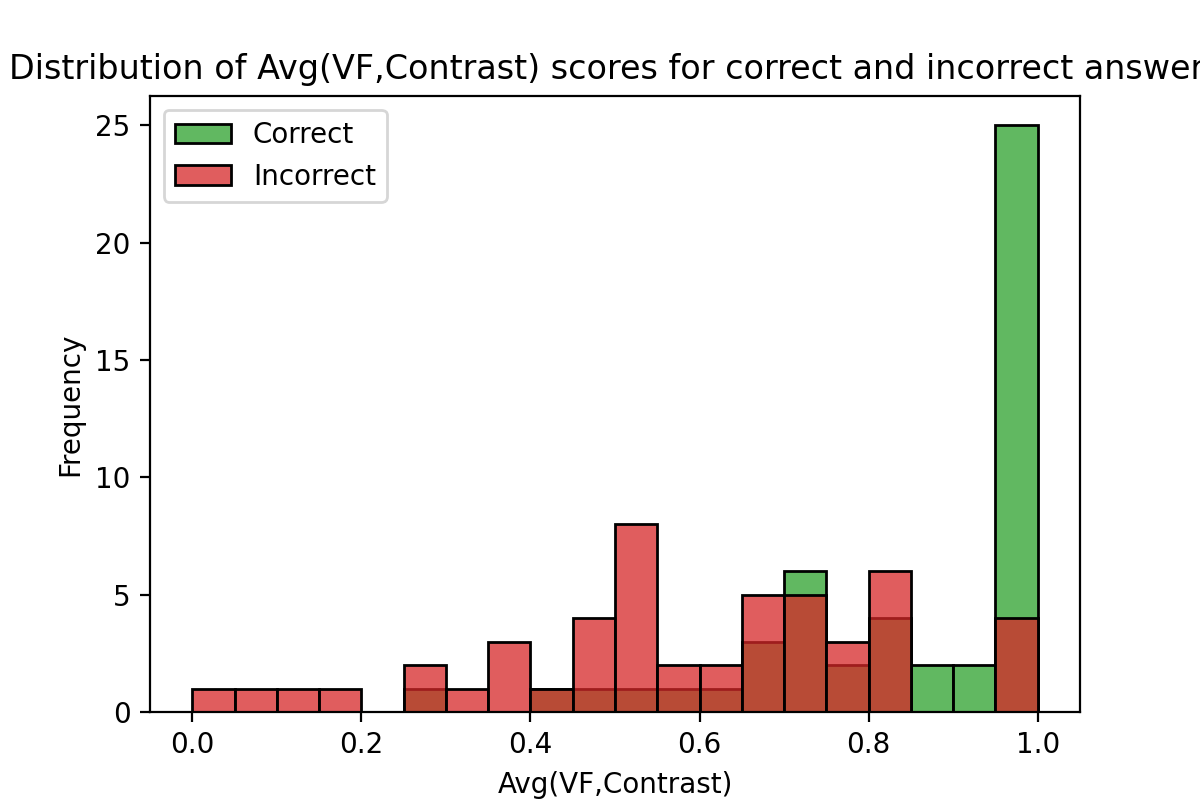 Distribution of Avg(VF,Contrast) scores for correct and incorrect answer
Correct
Incorrect
25
20
15
10
5
0
Frequency
0.0 0.2 0.4 0.6 0.8 1.0
Avg(VF,Contrast)